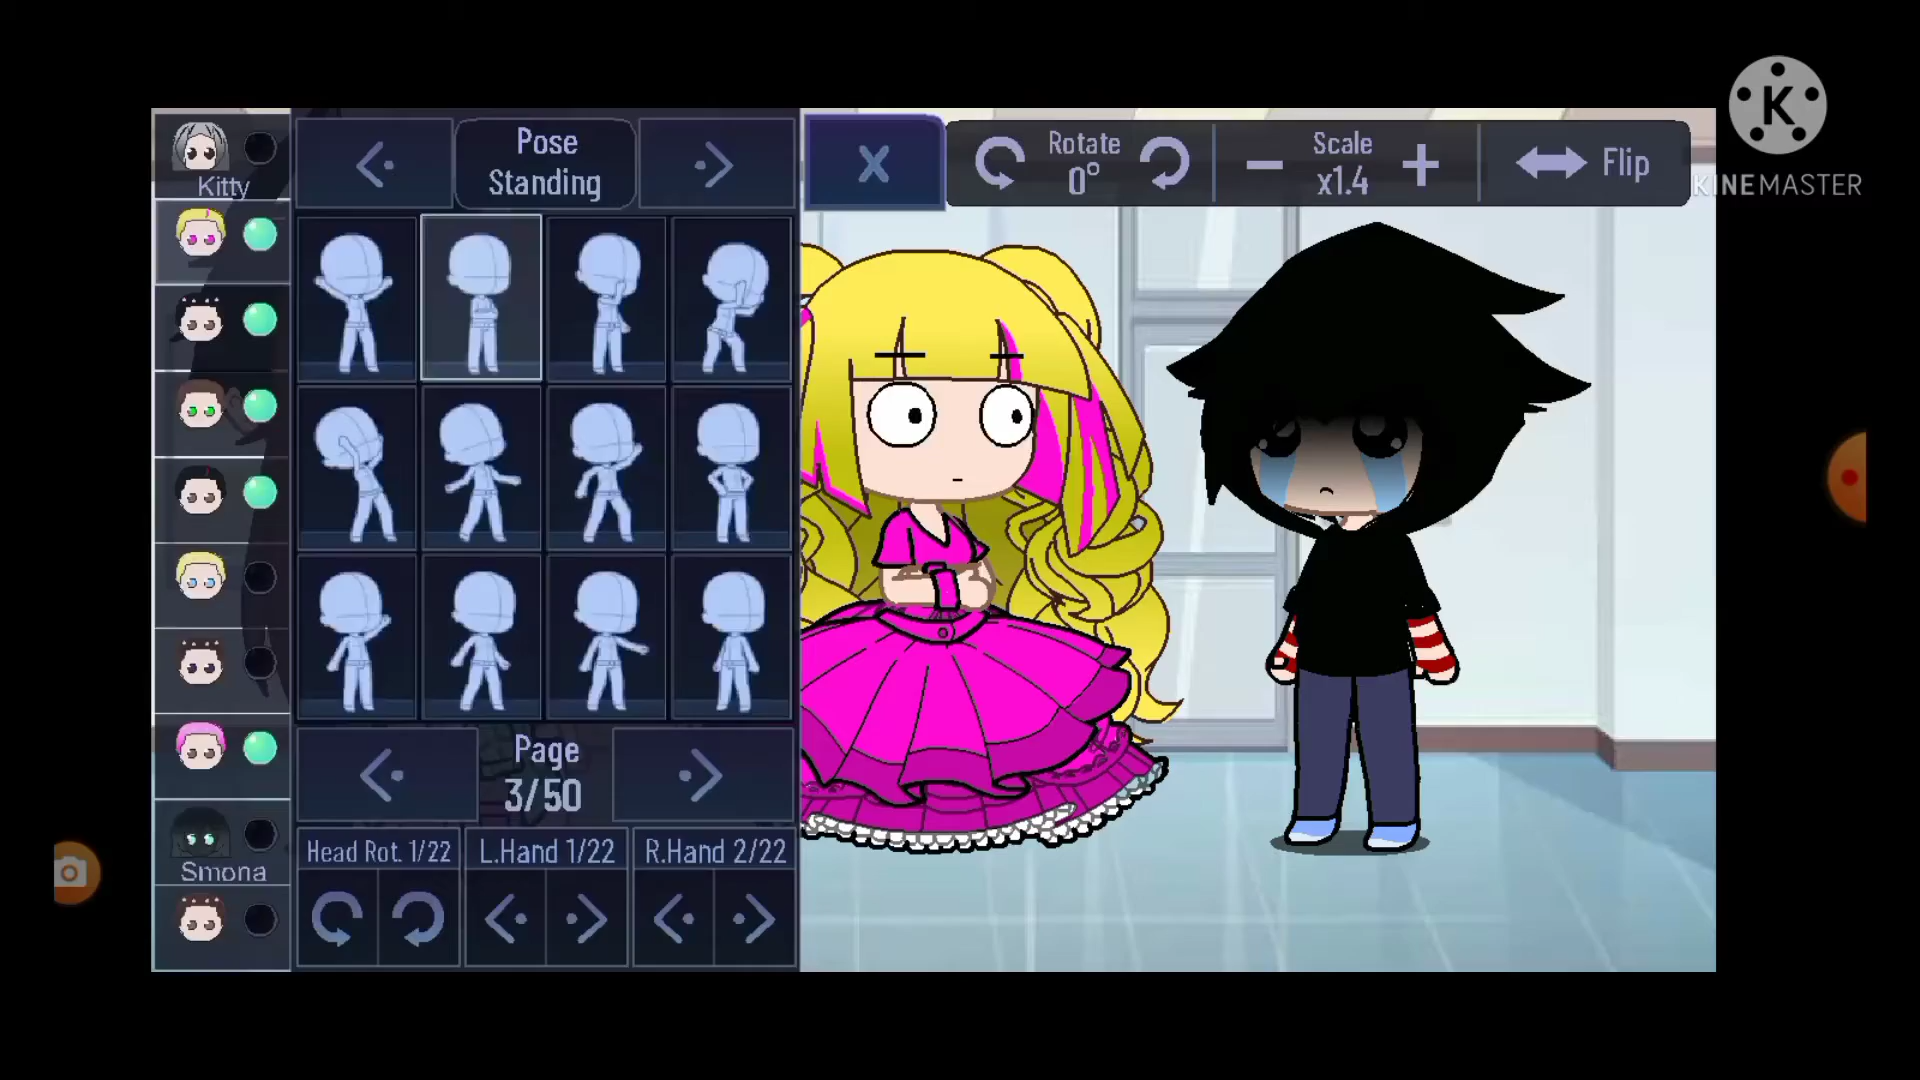 K
KINEMASTER
Kitty
Pose
Standing
X
Rotate
0°
Scale
x1.4
Flip
Page
3/50
Head Rot. 1/22
L.Hand 1/22
R.Hand 2/22
Smona